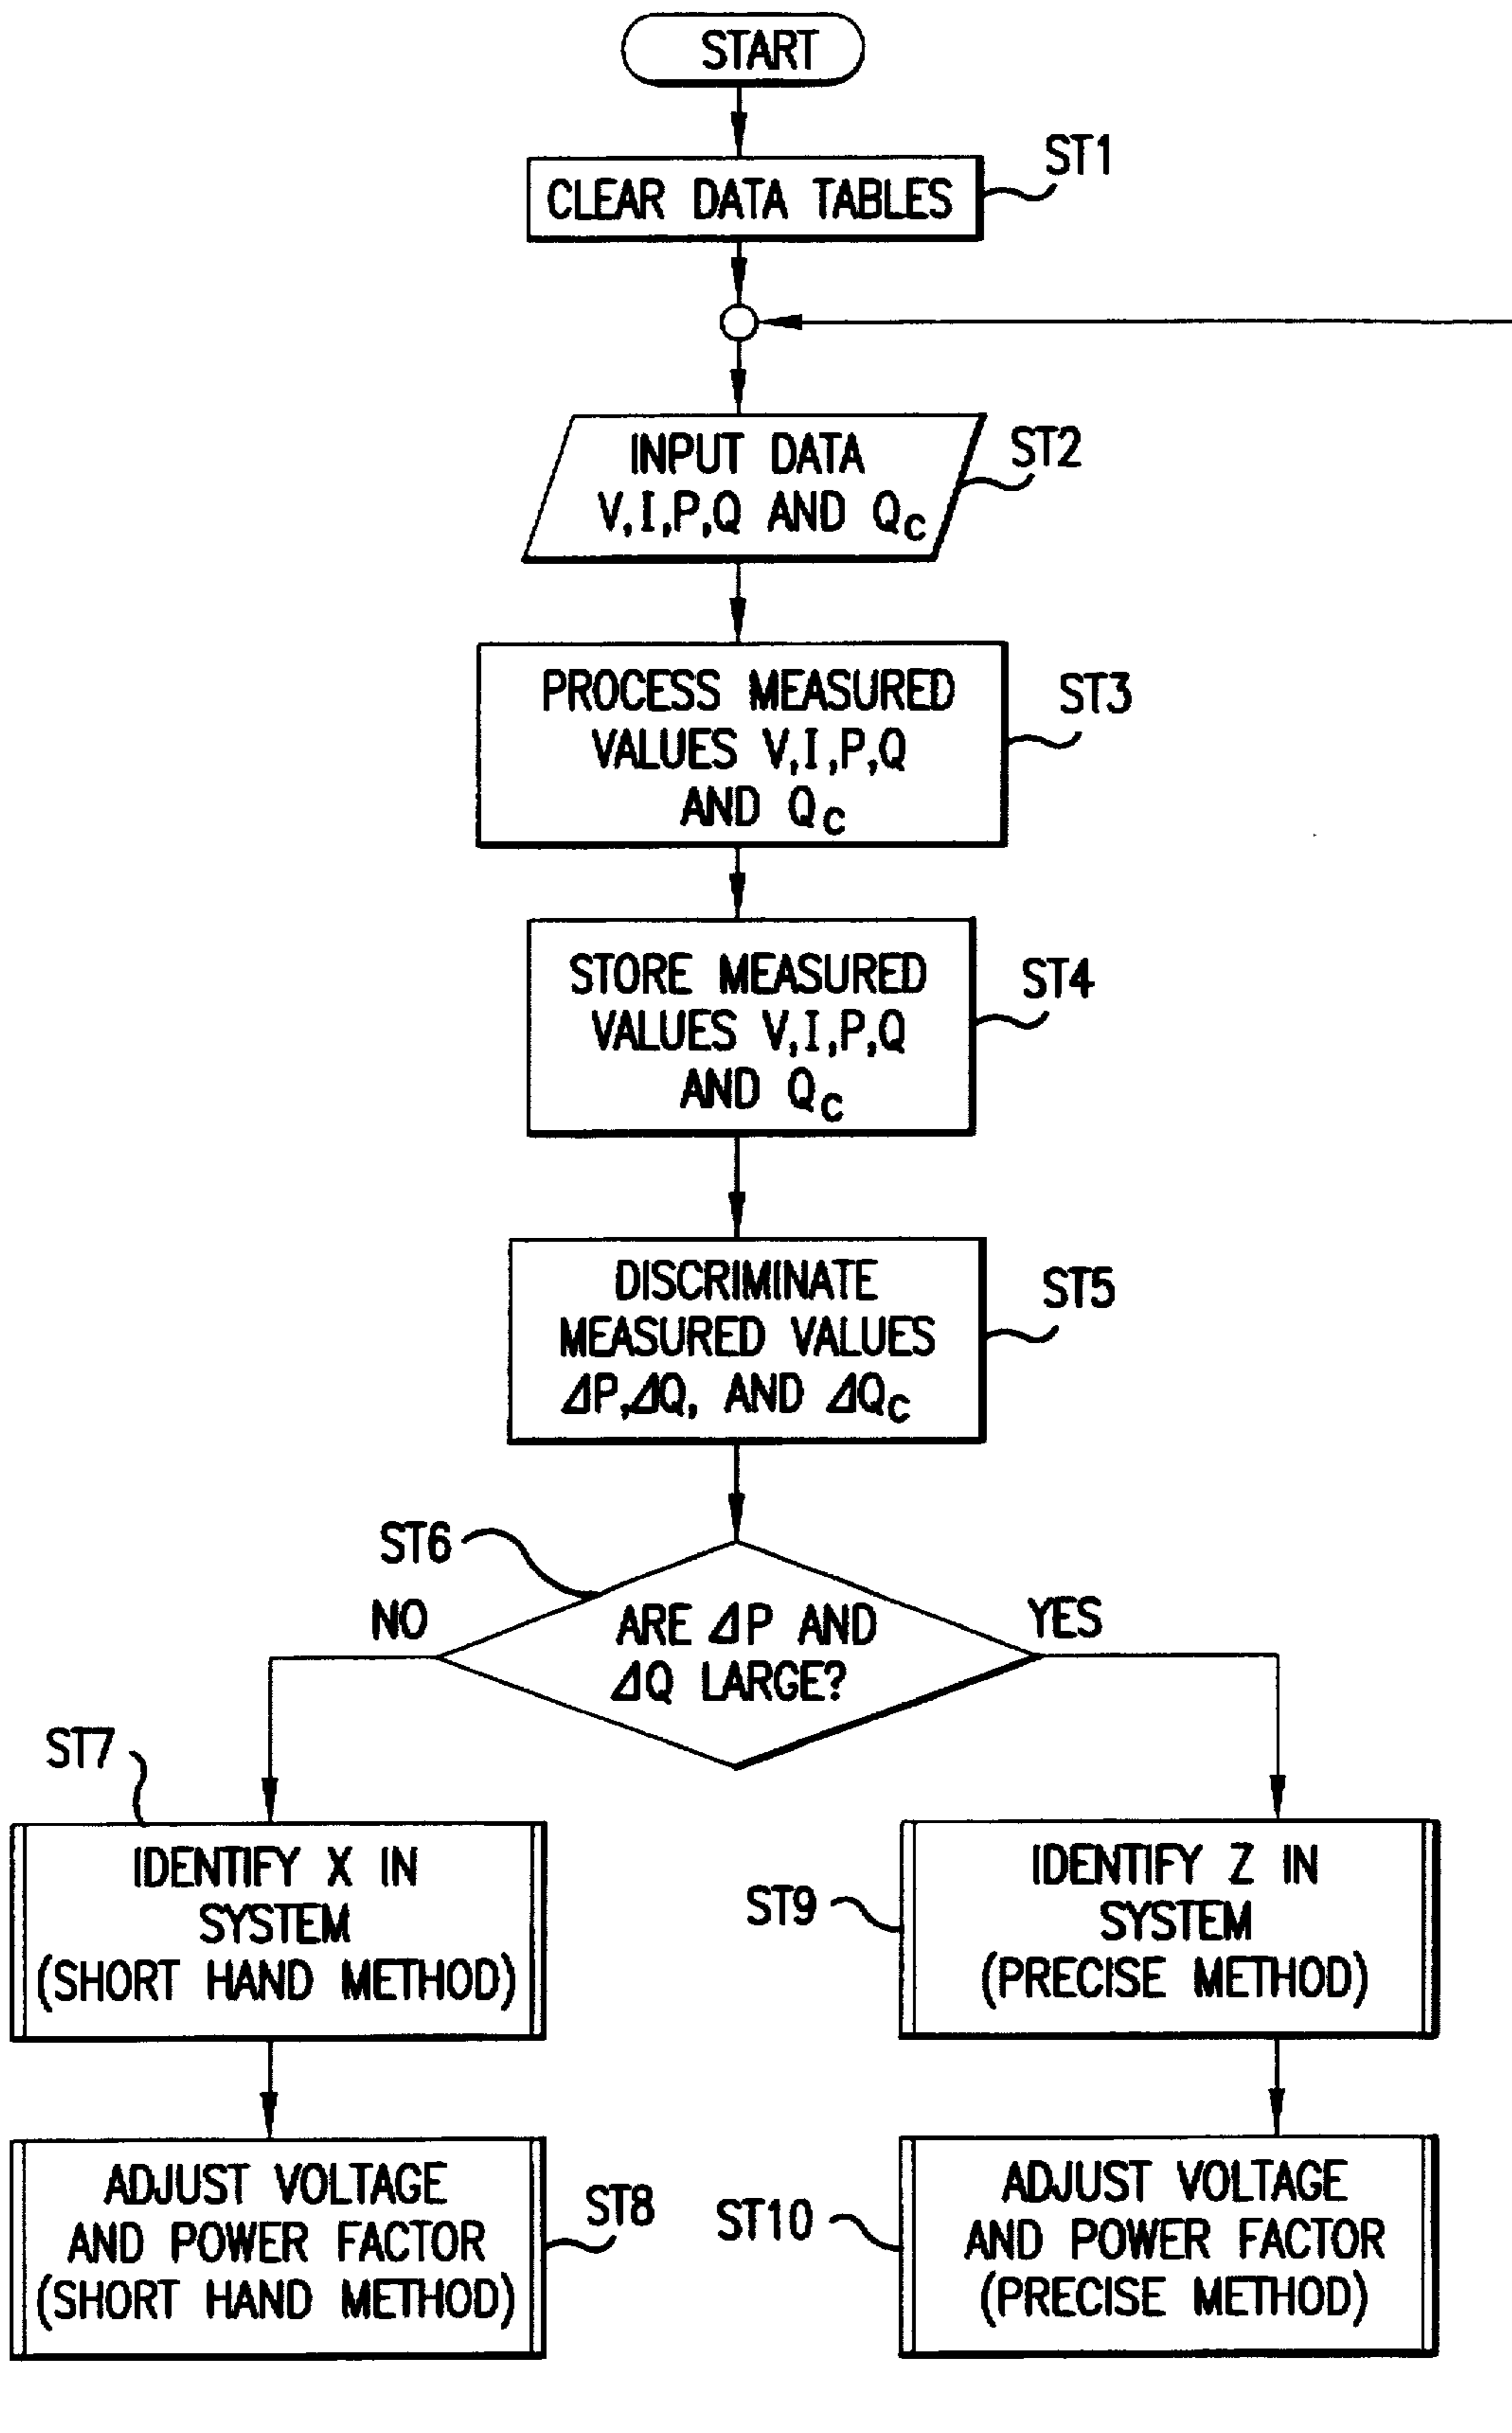 START
CLEAR DATA TABLES
ST1
INPUT DATA
V,I,P,Q AND QC
ST2
PROCESS MEASURED
VALUES V,I,P,Q
AND QC
ST3
STORE MEASURED
VALUES V,I,P,Q
AND QC
ST4
DISCRIMINATE
MEASURED VALUES
ΔP,ΔQ, AND ΔQC
ST5
ST6
NO
ARE ΔP AND
ΔQ LARGE?
YES
ST7
IDENTIFY X IN
SYSTEM
(SHORT HAND METHOD)
ST9
IDENTIFY Z IN
SYSTEM
(PRECISE METHOD)
ADJUST VOLTAGE
AND POWER FACTOR
(SHORT HAND METHOD)
ST8
ST10
ADJUST VOLTAGE
AND POWER FACTOR
(PRECISE METHOD)